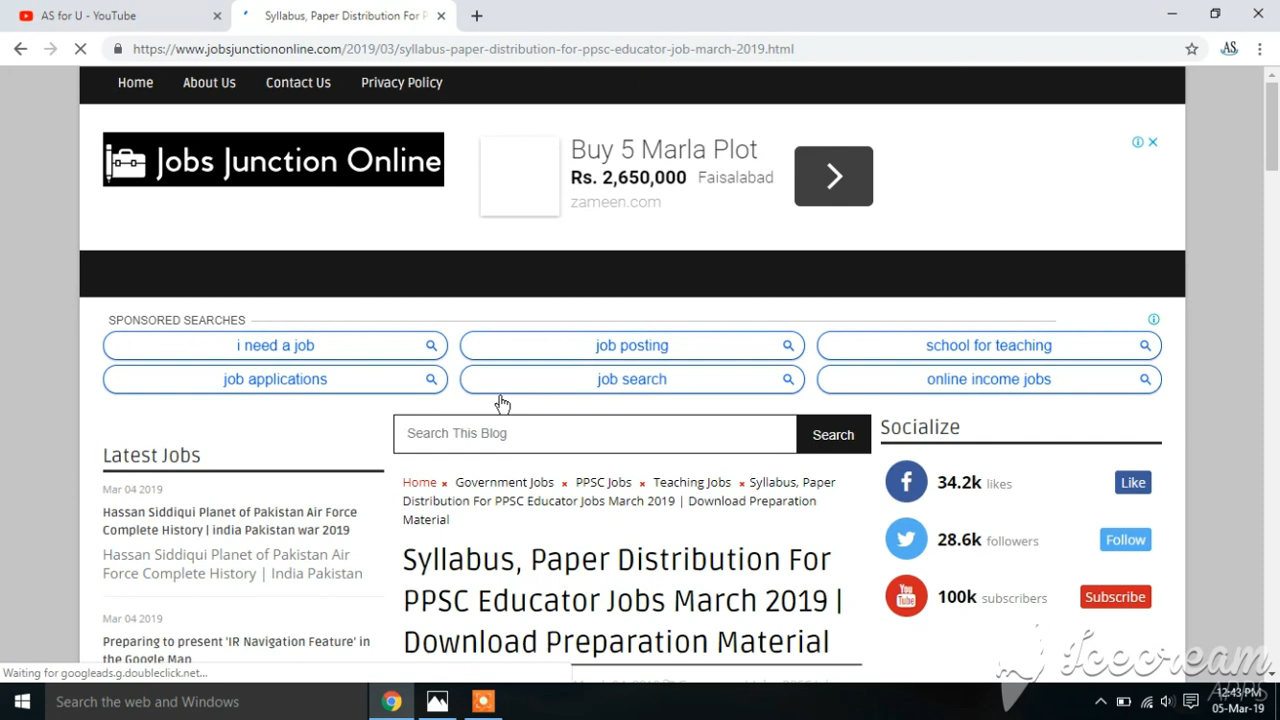 AS for U - YouTube
Syllabus, Paper Distribution For P
https://www.jobsjunctiononline.com/2019/03/syllabus-paper-distribution-for-ppsc-educator-job-march-2019.html
AS
Home About Us Contact Us Privacy Policy
Jobs Junction Online
Buy 5 Marla Plot
Rs. 2,650,000 Faisalabad
zameen.com
SPONSORED SEARCHES
i need a job
job posting
school for teaching
job applications
job search
online income jobs
Search This Blog
Search
Socialize
34.2k likes
Like
28.6k followers
Follow
100k subscribers
Subscribe
Latest Jobs
Mar 04 2019
Hassan Siddiqui Planet of Pakistan Air Force
Complete History | india Pakistan war 2019
Hassan Siddiqui Planet of Pakistan Air
Force Complete History | India Pakistan
Mar 04 2019
Preparing to present 'IR Navigation Feature' in
the Google Map
Home × Government Jobs × PPSC Jobs × Teaching Jobs × Syllabus, Paper
Distribution For PPSC Educator Jobs March 2019 | Download Preparation
Material
Syllabus, Paper Distribution For
PPSC Educator Jobs March 2019 |
Download Preparation Material
Waiting for googleads.g.doubleclick.net...
Icecream
APPS
Search the web and Windows
12:43 PM
05-Mar-19